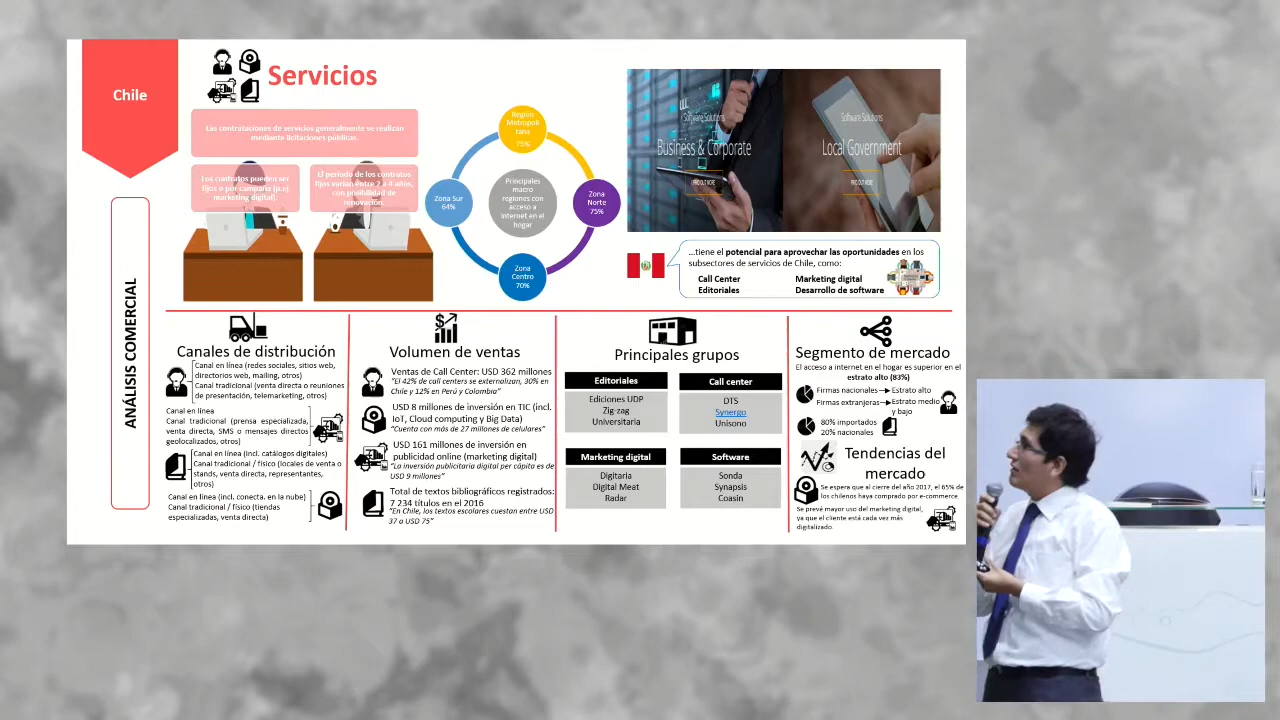 Chile
Servicios
Las contrataciones de servicios generalmente se realizan
mediante licitaciones públicas.
Los contratos pueden ser
fijos o por campaña (p.ej
marketing digital).
El período de los contratos
fijos varían entre 2 a 4 años,
con posibilidad de
renovación.
Región
Metropoli
tana
75%
Zona Sur
64%
Principales
macro
regiones con
acceso a
internet en el
hogar
Zona
Norte
75%
Zona
Centro
70%
Software Solutions
Business & Corporate
FIND OUT MORE
Software Solutions
Local Government
FIND OUT MORE
...tiene el potencial para aprovechar las oportunidades en los
subsectores de servicios de Chile, como:
Call Center
Marketing digital
Editoriales
Desarrollo de software
ANÁLISIS COMERCIAL
Canales de distribución
Canal en línea (redes sociales, sitios web,
directorios web, mailing, otros)
Canal tradicional (venta directa o reuniones
de presentación, telemarketing, otros)
Canal en línea
Canal tradicional (prensa especializada,
venta directa, SMS o mensajes directos
geolocalizados, otros)
Canal en línea (incl. catálogos digitales)
Canal tradicional / físico (locales de venta o
stands, venta directa, representantes,
otros)
Canal en línea (incl. conecta. en la nube)
Canal tradicional / físico (tiendas
especializadas, venta directa)
Volumen de ventas
Ventas de Call Center: USD 362 millones
"El 42% de call centers se externalizan, 30% en
Chile y 12% en Perú y Colombia"
USD 8 millones de inversión en TIC (incl.
IoT, Cloud computing y Big Data)
"Cuenta con más de 27 millones de celulares"
USD 161 millones de inversión en
publicidad online (marketing digital)
"La inversión publicitaria digital per cápita es de
USD 9 millones"
Total de textos bibliográficos registrados:
7 234 títulos en el 2016
"En Chile, los textos escolares cuestan entre USD
37 a USD 75"
Principales grupos
Editoriales
Ediciones UDP
Zig-zag
Universitaria
Call center
DTS
Synergo
Unisono
Marketing digital
Digitaria
Digital Meat
Radar
Software
Sonda
Synapsis
Coasin
Segmento de mercado
El acceso a internet en el hogar es superior en el
estrato alto (83%)
Firmas nacionales
Estrato alto
Firmas extranjeras
Estrato medio
y bajo
80% importados
20% nacionales
Tendencias del
mercado
Se espera que al cierre del año 2017, el 65% de
los chilenos haya comprado por e-commerce.
Se prevé mayor uso del marketing digital,
ya que el cliente está cada vez más
digitalizado.